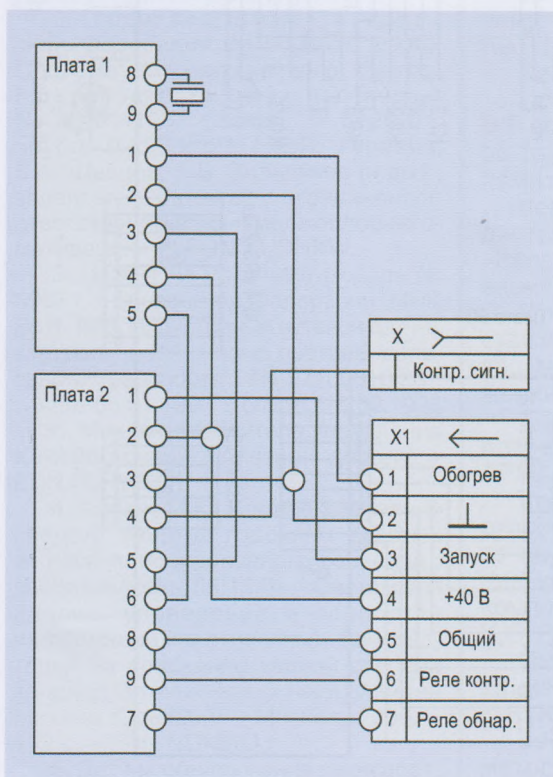 Плата 1
8
9
1
2
3
4
5
Плата 2
1
2
3
4
5
6
8
9
7
X
Контр. сигн.
X1
1 Обогрев
2
3 Запуск
4 +40 В
5 Общий
6 Реле контр.
7 Реле обнар.